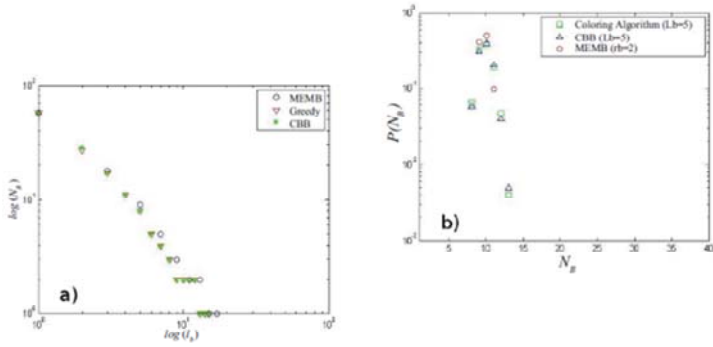 MEMB
Greedy
CBB
log(N_B)
log(l_b)
a)
Coloring Algorithm (Lb=5)
CBB (Lb=5)
MEMB (rb=2)
P(N_B)
5 10 15 20 25 30 35 40
N_B
b)